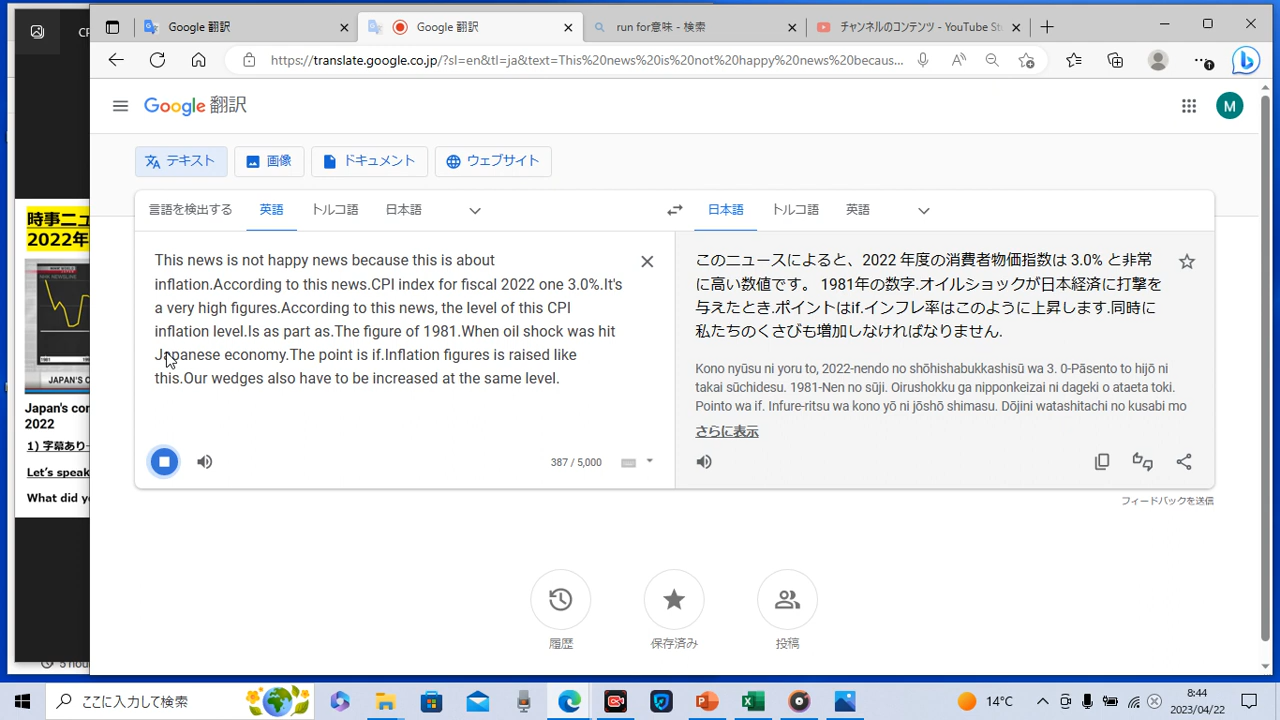 CP
Google 翻訳
Google 翻訳
run for意味 - 検索
チャンネルのコンテンツ - YouTube Stu
https://translate.google.co.jp/?sl=en&tl=ja&text=This%20news%20is%20not%20happy%20news%20becaus...
Google 翻訳
M
テキスト
画像
ドキュメント
ウェブサイト
言語を検出する
英語
トルコ語
日本語
日本語
トルコ語
英語
This news is not happy news because this is about
inflation.According to this news.CPI index for fiscal 2022 one 3.0%.It's
a very high figures.According to this news, the level of this CPI
inflation level.Is as part as.The figure of 1981.When oil shock was hit
Japanese economy.The point is if.Inflation figures is raised like
this.Our wedges also have to be increased at the same level.
387 / 5,000
このニュースによると、2022 年度の消費者物価指数は 3.0% と非常
に高い数値です。 1981年の数字.オイルショックが日本経済に打撃を
与えたとき.ポイントはif.インフレ率はこのように上昇します.同時に
私たちのくさびも増加しなければなりません.
Kono nyūsu ni yoru to, 2022-nendo no shōhishabukkashisū wa 3. 0-Pāsento to hijō ni
takai sūchidesu. 1981-Nen no sūji. Oirushokku ga nipponkeizai ni dageki o ataeta toki.
Pointo wa if. Infure-ritsu wa kono yō ni jōshō shimasu. Dōjini watashitachi no kusabi mo
さらに表示
フィードバックを送信
履歴
保存済み
投稿
時事ニュ
2022年
1981
JAPAN'S C
Japan's con
2022
1) 字幕あり
Let's speak
What did yo
5 hou
ここに入力して検索
14°C
8:44
2023/04/22